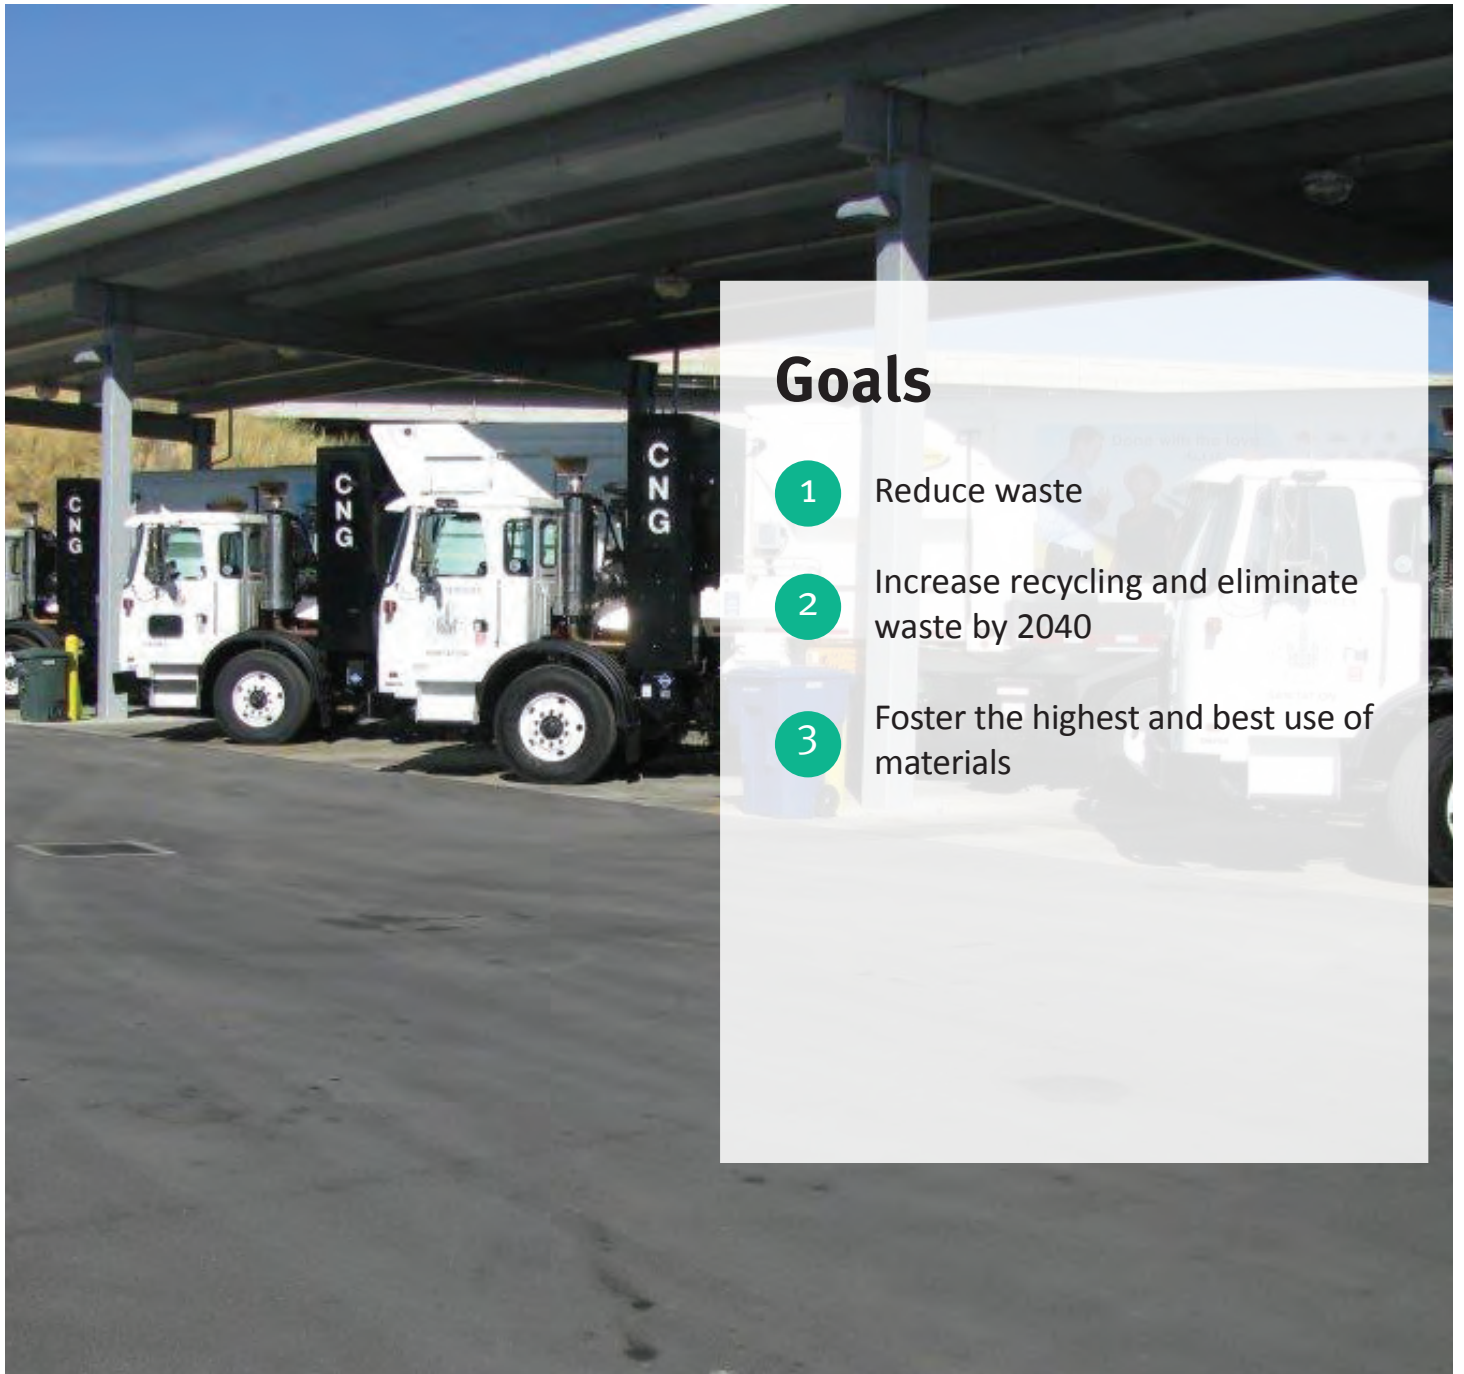 Goals
1
Reduce waste
2
Increase recycling and eliminate
waste by 2040
3
Foster the highest and best use of
materials
CNG
CNG
CNG